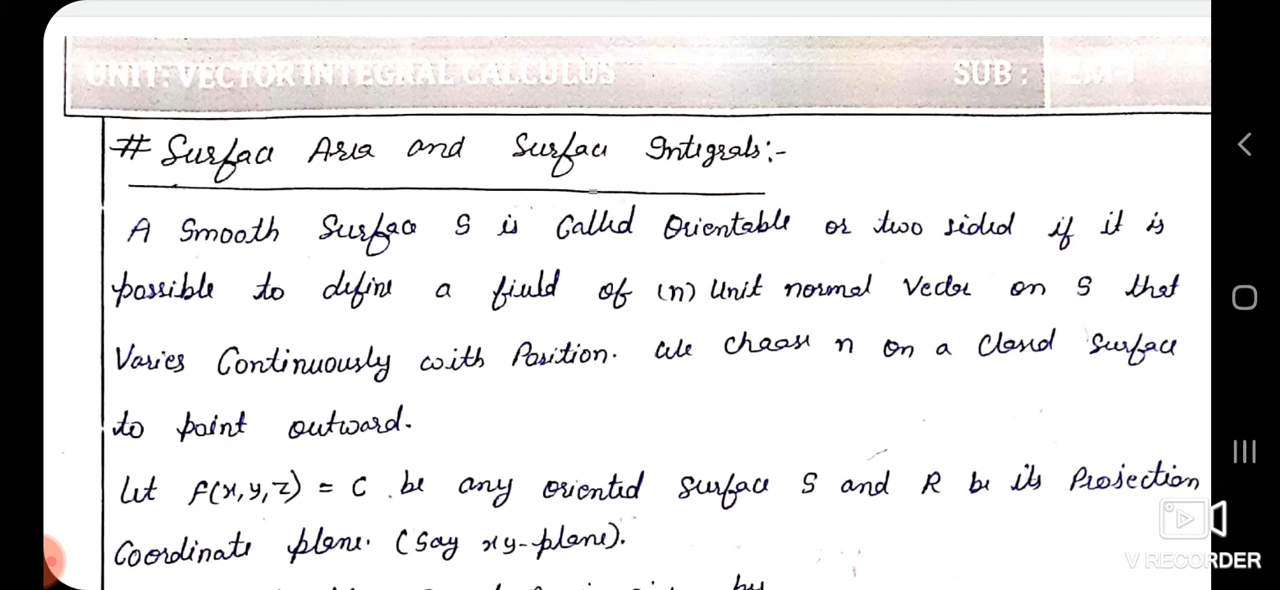 UNIT: VECTOR INTEGRAL CALCULUS SUB :
# Surface Area and Surface Integrals:-
A Smooth Surface S is Called Orientable or two sided if it is
possible to define a field of (n) Unit normal Vector on S that
Varies Continuously with Position. We choose n on a closed Surface
to point outward.
Let f(x,y,z) = C be any oriented surface S and R be its Projection
Coordinate plane. (Say xy-plane).
by
V RECORDER